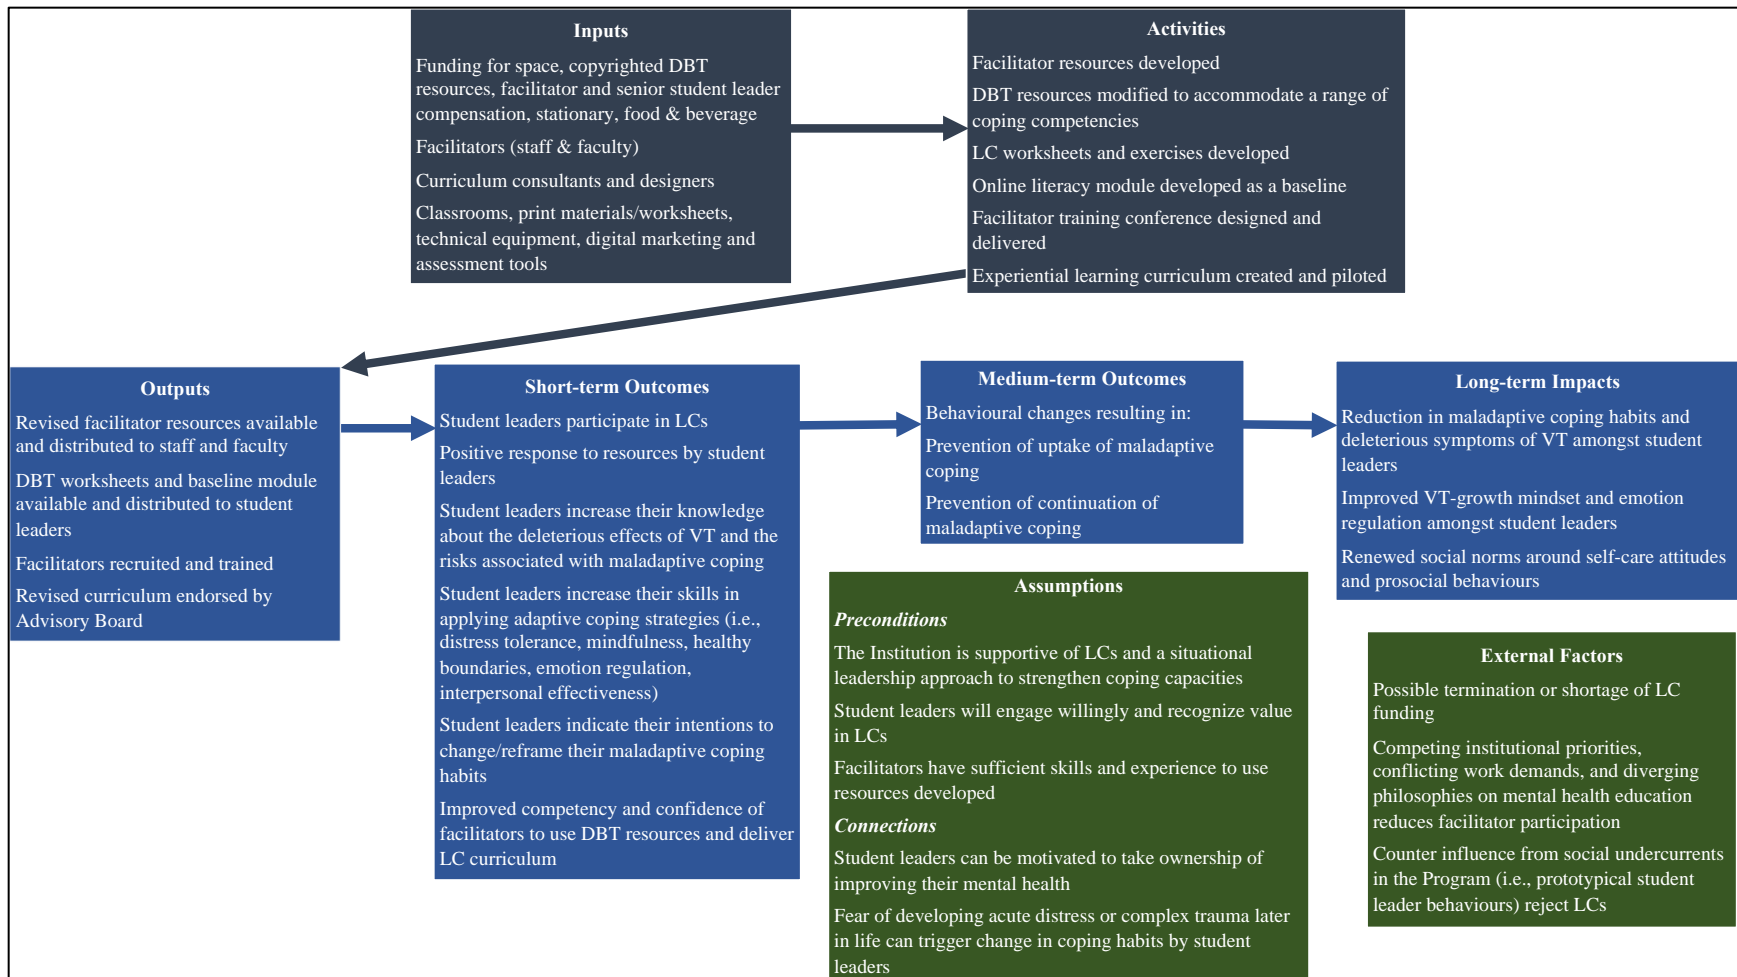 Inputs
Funding for space, copyrighted DBT
resources, facilitator and senior student leader
compensation, stationary, food & beverage
Facilitators (staff & faculty)
Curriculum consultants and designers
Classrooms, print materials/worksheets,
technical equipment, digital marketing and
assessment tools
Activities
Facilitator resources developed
DBT resources modified to accommodate a range of
coping competencies
LC worksheets and exercises developed
Online literacy module developed as a baseline
Facilitator training conference designed and
delivered
Experiential learning curriculum created and piloted
Outputs
Revised facilitator resources available
and distributed to staff and faculty
DBT worksheets and baseline module
available and distributed to student
leaders
Facilitators recruited and trained
Revised curriculum endorsed by
Advisory Board
Short-term Outcomes
Student leaders participate in LCs
Positive response to resources by student
leaders
Student leaders increase their knowledge
about the deleterious effects of VT and the
risks associated with maladaptive coping
Student leaders increase their skills in
applying adaptive coping strategies (i.e.,
distress tolerance, mindfulness, healthy
boundaries, emotion regulation,
interpersonal effectiveness)
Student leaders indicate their intentions to
change/reframe their maladaptive coping
habits
Improved competency and confidence of
facilitators to use DBT resources and deliver
LC curriculum
Medium-term Outcomes
Behavioural changes resulting in:
Prevention of uptake of maladaptive
coping
Prevention of continuation of
maladaptive coping
Long-term Impacts
Reduction in maladaptive coping habits and
deleterious symptoms of VT amongst student
leaders
Improved VT-growth mindset and emotion
regulation amongst student leaders
Renewed social norms around self-care attitudes
and prosocial behaviours
Assumptions
Preconditions
The Institution is supportive of LCs and a situational
leadership approach to strengthen coping capacities
Student leaders will engage willingly and recognize value
in LCs
Facilitators have sufficient skills and experience to use
resources developed
Connections
Student leaders can be motivated to take ownership of
improving their mental health
Fear of developing acute distress or complex trauma later
in life can trigger change in coping habits by student
leaders
External Factors
Possible termination or shortage of LC
funding
Competing institutional priorities,
conflicting work demands, and diverging
philosophies on mental health education
reduces facilitator participation
Counter influence from social undercurrents
in the Program (i.e., prototypical student
leader behaviours) reject LCs